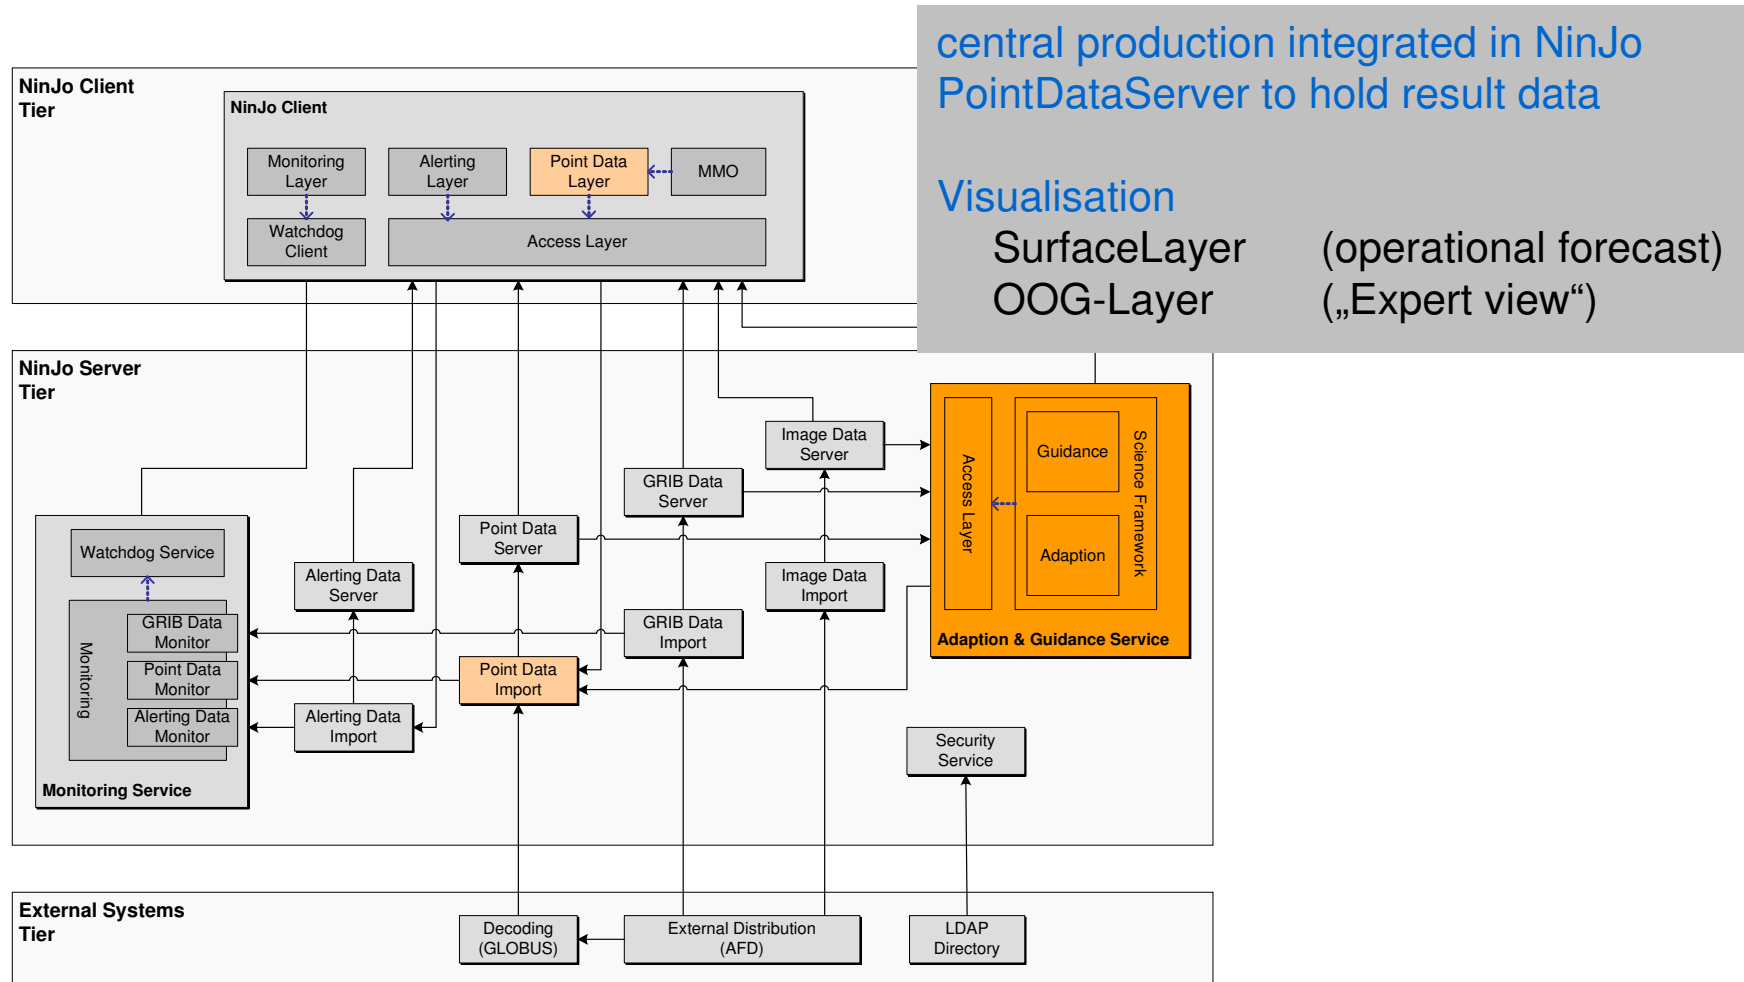 central production integrated in NinJo
PointDataServer to hold result data
Visualisation
SurfaceLayer (operational forecast)
OOG-Layer („Expert view“)
NinJo Client
Tier
NinJo Client
Monitoring
Layer
Alerting
Layer
Point Data
Layer
MMO
Watchdog
Client
Access Layer
NinJo Server
Tier
Image Data
Server
GRIB Data
Server
Point Data
Server
Access Layer
Guidance
Adaption
Science Framework
Adaption & Guidance Service
Watchdog Service
Alerting Data
Server
Image Data
Import
Monitoring
GRIB Data
Monitor
GRIB Data
Import
Point Data
Monitor
Point Data
Import
Alerting Data
Monitor
Alerting Data
Import
Monitoring Service
Security
Service
External Systems
Tier
Decoding
(GLOBUS)
External Distribution
(AFD)
LDAP
Directory